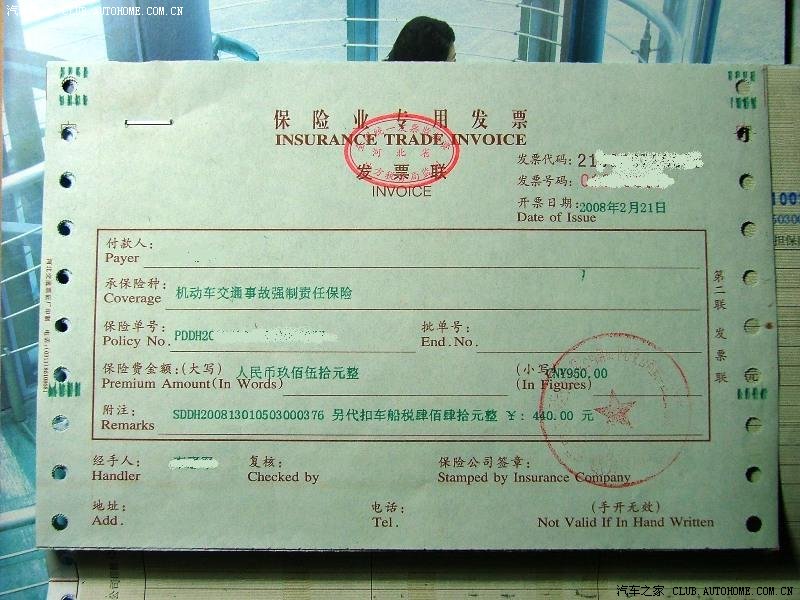 汽车之家 CLUB.AUTOHOME.COM.CN
保险业专用发票
INSURANCE TRADE INVOICE
河北省
发票联
INVOICE
发票代码: 21
发票号码: 0
开票日期: 2008年2月21日
Date of Issue
付款人:
Payer
承保险种: 机动车交通事故强制责任保险
Coverage
保险单号: PDDH20
Policy No.
批单号:
End.No.
保险费金额:(大写) 人民币玖佰伍拾元整
Premium Amount(In Words)
(小写) CNY950.00
(In Figures)
附注: SDDH200813010503000376 另代扣车船税肆佰肆拾元整 ￥: 440.00 元
Remarks
第二联 发票联
经手人:
Handler
复核:
Checked by
保险公司签章:
Stamped by Insurance Company
地址:
Add.
电话:
Tel.
(手开无效)
Not Valid If In Hand Written
汽车之家 CLUB.AUTOHOME.COM.CN